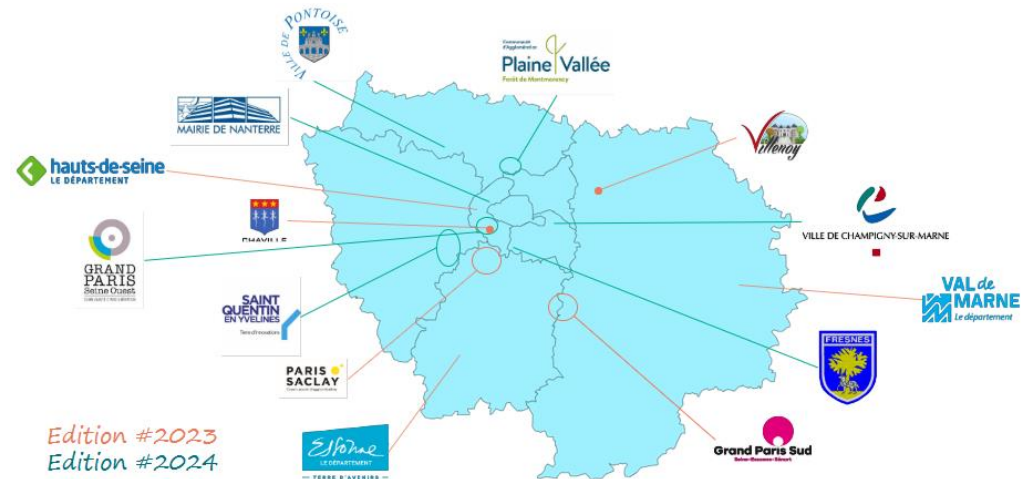 VILLE DE PONTOISE
Communauté
d'Agglomération
Plaine Vallée
Forêt de Montmorency
MAIRIE DE NANTERRE
Villenoy
hauts-de-seine
LE DÉPARTEMENT
CHAVILLE
VILLE DE CHAMPIGNY-SUR-MARNE
GRAND
PARIS
Seine Ouest
VAL de
MARNE
Le département
SAINT
QUENTIN
EN YVELINES
Terre d'innovations
FRESNES
PARIS
SACLAY
Essonne
LE DÉPARTEMENT
TERRE D'AVENIRS
Grand Paris Sud
Seine-Essonne-Sénart
Edition #2023
Edition #2024